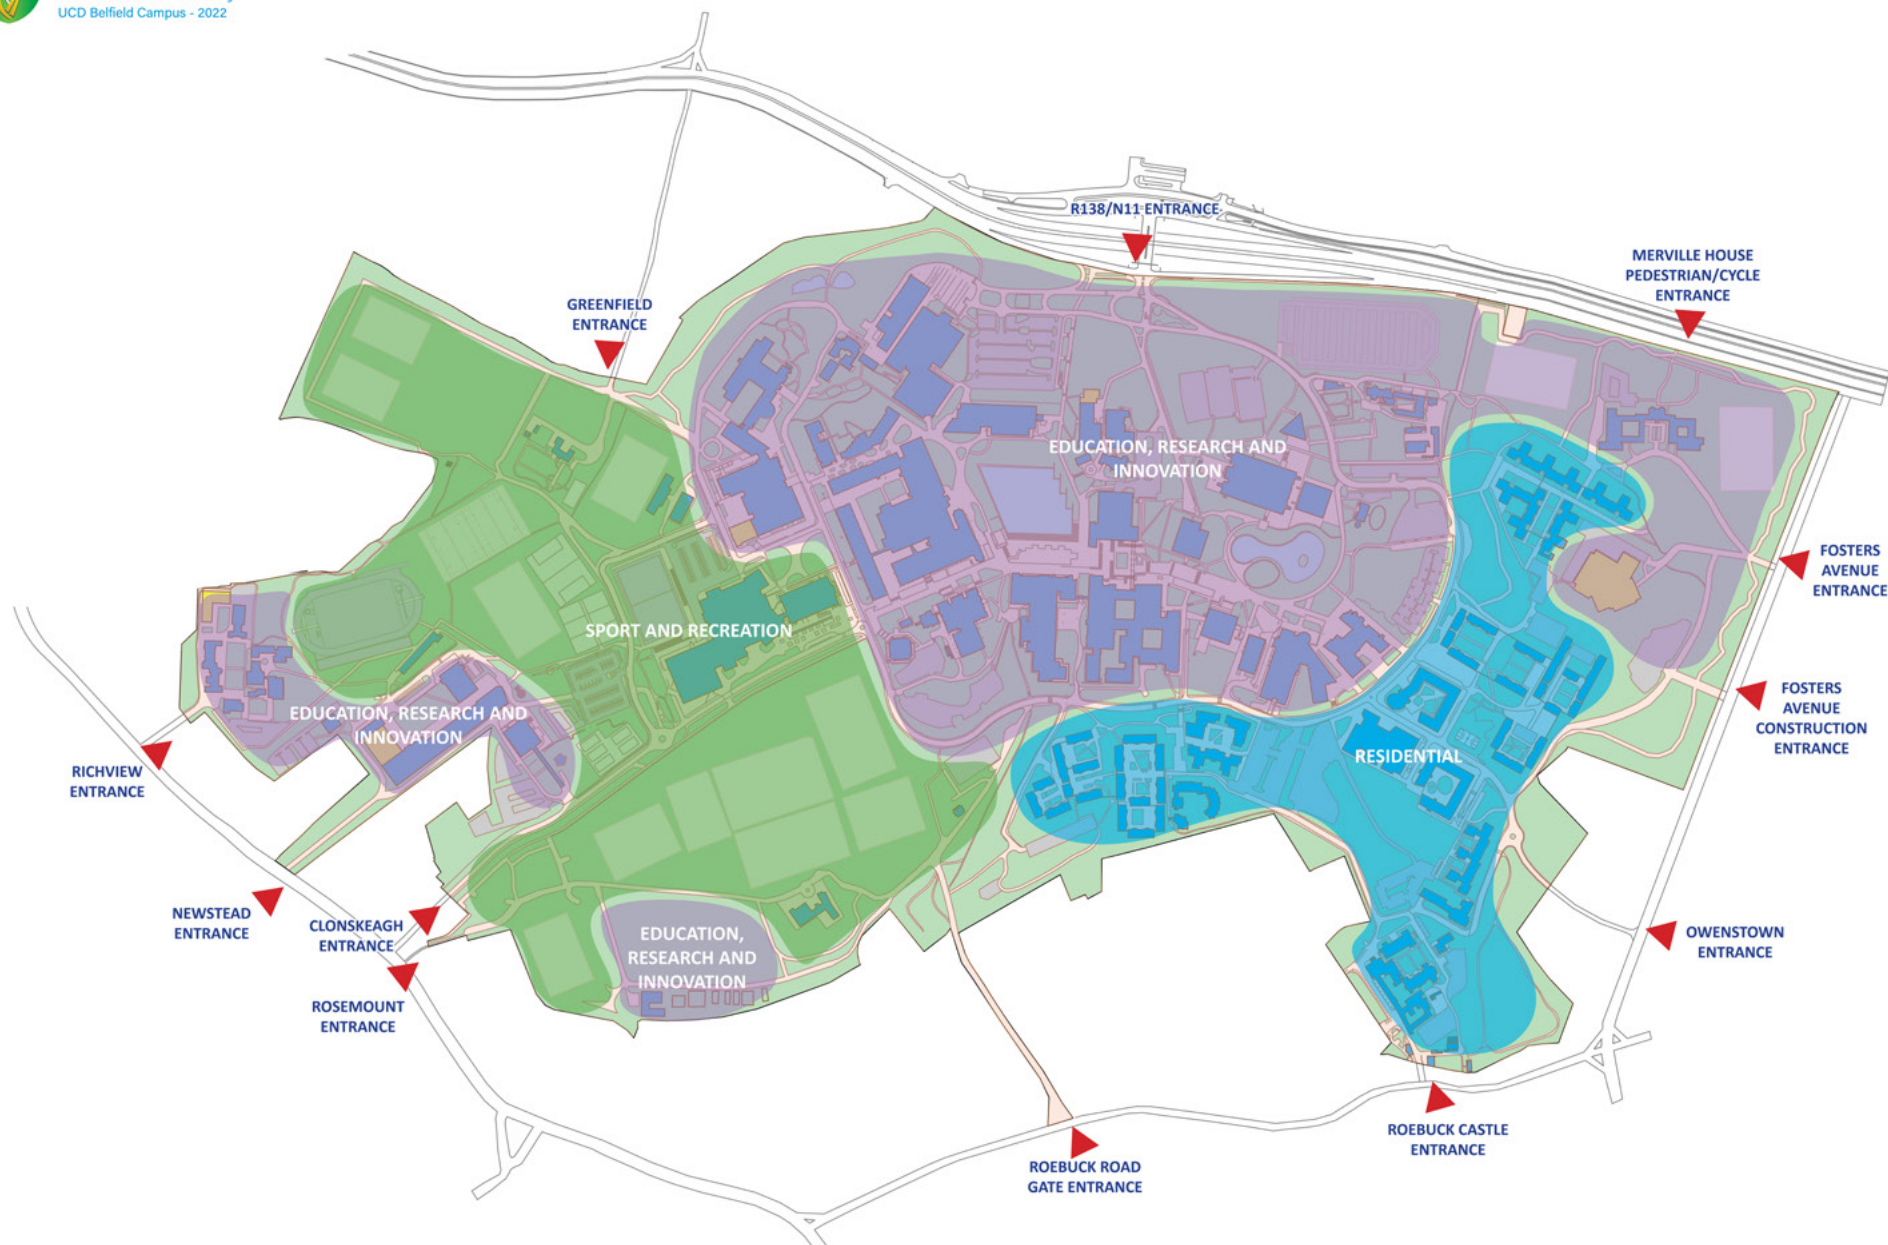 UCD Belfield Campus - 2022
R138/N11 ENTRANCE
MERVILLE HOUSE
PEDESTRIAN/CYCLE
ENTRANCE
GREENFIELD
ENTRANCE
EDUCATION, RESEARCH AND
INNOVATION
FOSTERS
AVENUE
ENTRANCE
SPORT AND RECREATION
EDUCATION, RESEARCH AND
INNOVATION
FOSTERS
AVENUE
CONSTRUCTION
ENTRANCE
RESIDENTIAL
RICHVIEW
ENTRANCE
NEWSTEAD
ENTRANCE
CLONSKEAGH
ENTRANCE
EDUCATION,
RESEARCH AND
INNOVATION
OWENSTOWN
ENTRANCE
ROSEMOUNT
ENTRANCE
ROEBUCK CASTLE
ENTRANCE
ROEBUCK ROAD
GATE ENTRANCE